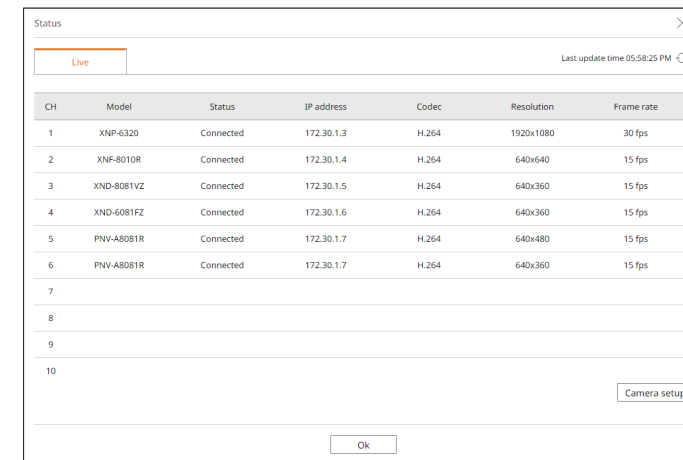 Status
Live
Last update time 05:58:25 PM
CH Model Status IP address Codec Resolution Frame rate
1 XNP-6320 Connected 172.30.1.3 H.264 1920x1080 30 fps
2 XNF-8010R Connected 172.30.1.4 H.264 640x640 15 fps
3 XND-8081VZ Connected 172.30.1.5 H.264 640x360 15 fps
4 XND-6081FZ Connected 172.30.1.6 H.264 640x360 15 fps
5 PNV-A8081R Connected 172.30.1.7 H.264 640x480 15 fps
6 PNV-A8081R Connected 172.30.1.7 H.264 640x360 15 fps
7
8
9
10
Camera setup
Ok